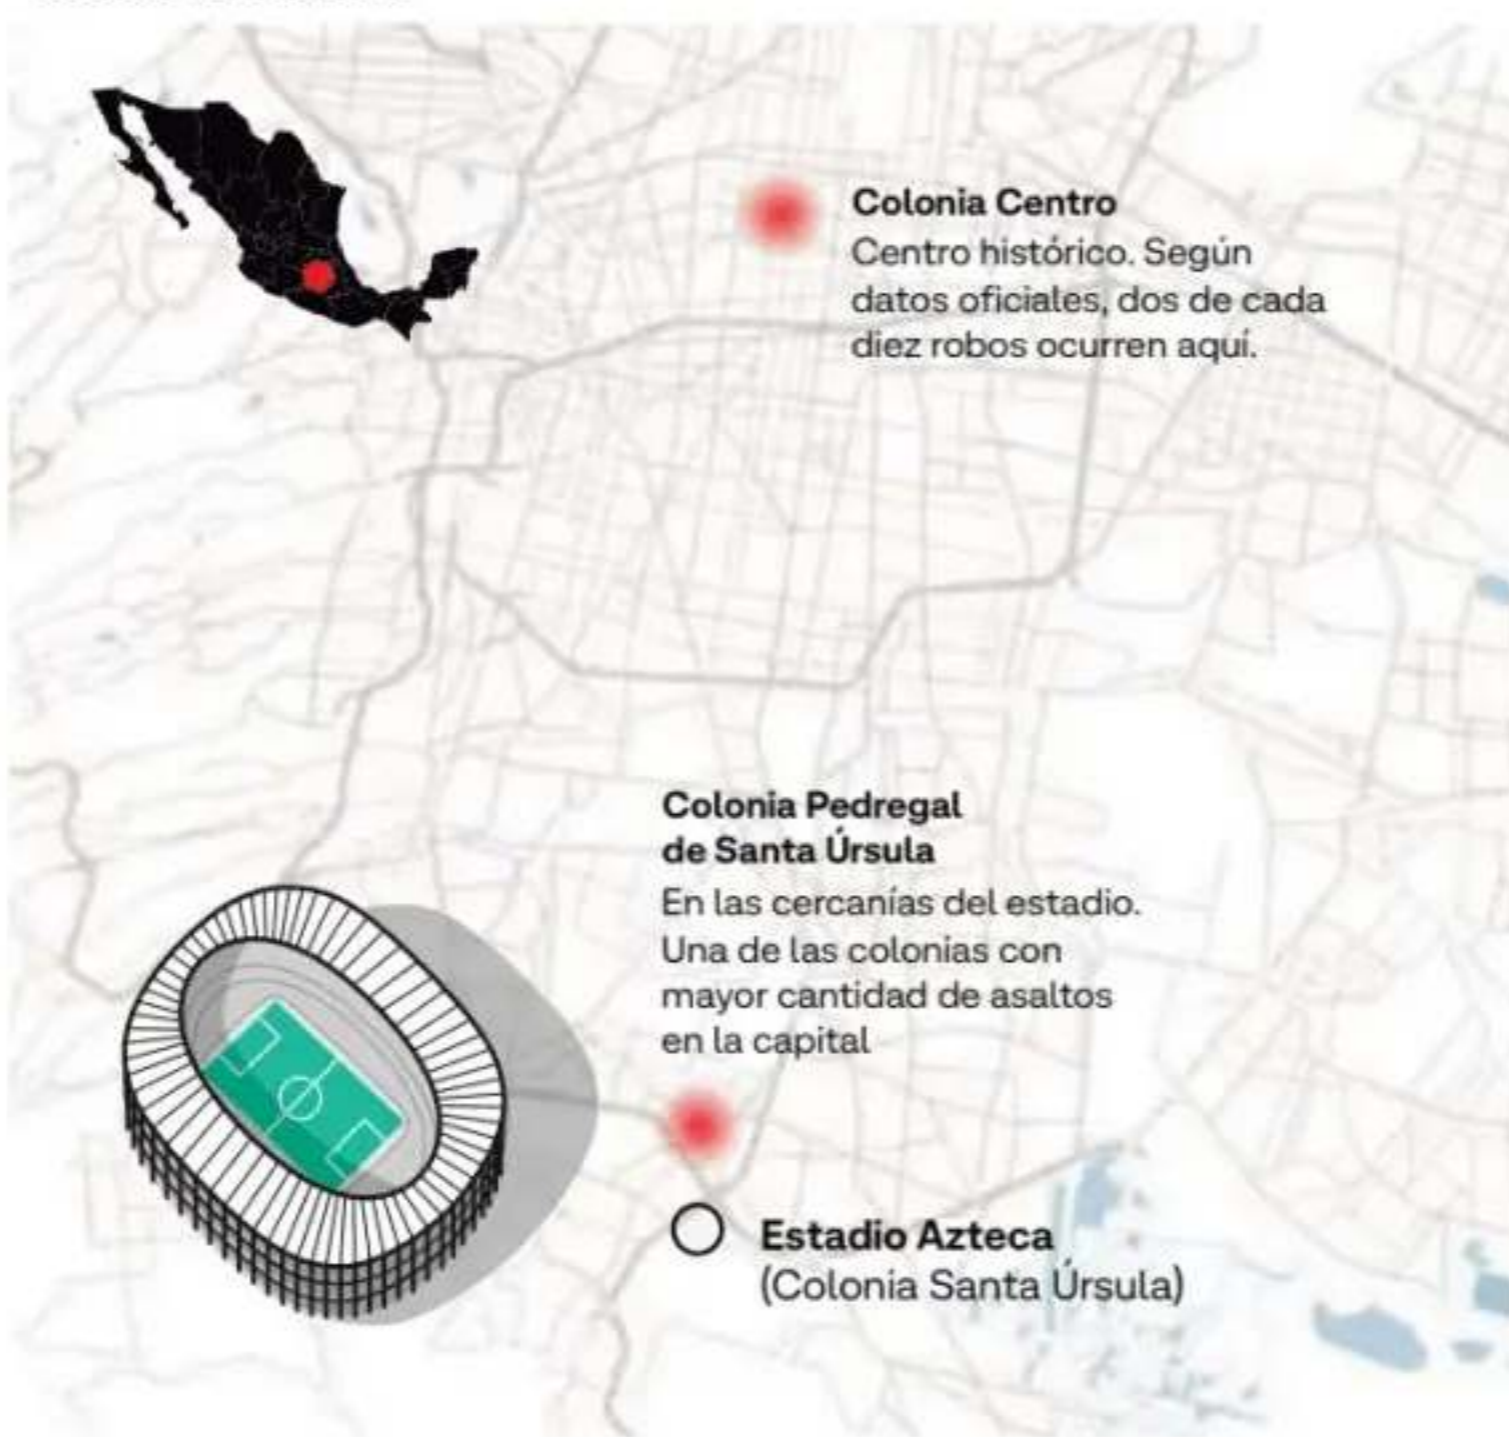 Colonia Centro
Centro histórico. Según
datos oficiales, dos de cada
diez robos ocurren aquí.
Colonia Pedregal
de Santa Úrsula
En las cercanías del estadio.
Una de las colonias con
mayor cantidad de asaltos
en la capital
Estadio Azteca
(Colonia Santa Úrsula)